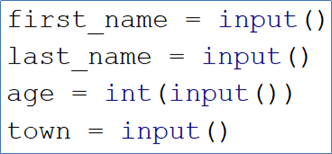 first_name = input()
last_name = input()
age = int(input())
town = input()